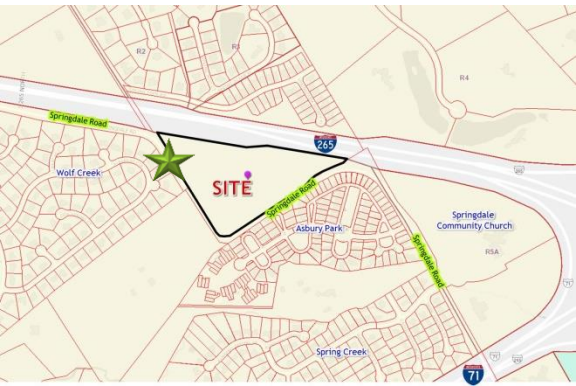 R2
R4
Springdale Road
265
Wolf Creek
SITE
Springdale Road
Asbury Park
Springdale
Community Church
Springdale Road
R5A
Spring Creek
71